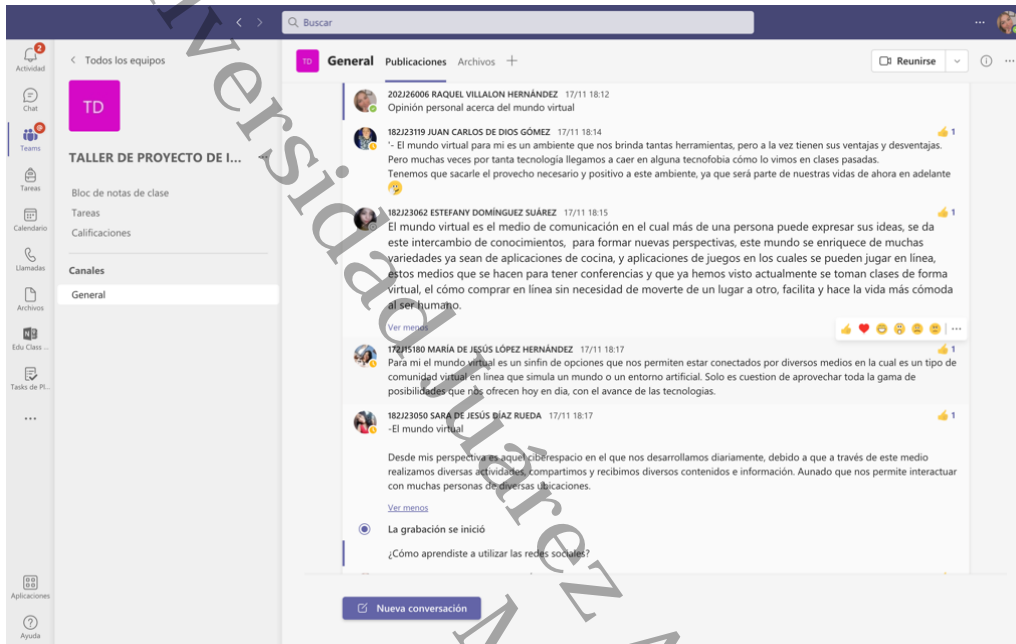 Buscar
Actividad
2
Chat
Teams
Tareas
Calendario
Llamadas
Archivos
Edu Class ...
Tasks de Pl...
Aplicaciones
Ayuda
Todos los equipos
TD
TALLER DE PROYECTO DE I... ...
Bloc de notas de clase
Tareas
Calificaciones
Canales
General
TD General Publicaciones Archivos +
Reunirse
202J26006 RAQUEL VILLALON HERNÁNDEZ 17/11 18:12
Opinión personal acerca del mundo virtual
182J23119 JUAN CARLOS DE DIOS GÓMEZ 17/11 18:14
1
'- El mundo virtual para mi es un ambiente que nos brinda tantas herramientas, pero a la vez tienen sus ventajas y desventajas.
Pero muchas veces por tanta tecnología llegamos a caer en alguna tecnofobia cómo lo vimos en clases pasadas.
Tenemos que sacarle el provecho necesario y positivo a este ambiente, ya que será parte de nuestras vidas de ahora en adelante
182J23062 ESTEFANY DOMÍNGUEZ SUÁREZ 17/11 18:15
1
El mundo virtual es el medio de comunicación en el cual más de una persona puede expresar sus ideas, se da
este intercambio de conocimientos, para formar nuevas perspectivas, este mundo se enriquece de muchas
variedades ya sean de aplicaciones de cocina, y aplicaciones de juegos en los cuales se pueden jugar en línea,
estos medios que se hacen para tener conferencias y que ya hemos visto actualmente se toman clases de forma
virtual, el cómo comprar en línea sin necesidad de moverte de un lugar a otro, facilita y hace la vida más cómoda
al ser humano.
Ver menos
172J15180 MARÍA DE JESÚS LÓPEZ HERNÁNDEZ 17/11 18:17
1
Para mi el mundo virtual es un sinfin de opciones que nos permiten estar conectados por diversos medios en la cual es un tipo de
comunidad virtual en linea que simula un mundo o un entorno artificial. Solo es cuestion de aprovechar toda la gama de
posibilidades que nos ofrecen hoy en dia, con el avance de las tecnologías.
182J23050 SARA DE JESÚS DÍAZ RUEDA 17/11 18:17
1
-El mundo virtual
Desde mis perspectiva es aquel ciberespacio en el que nos desarrollamos diariamente, debido a que a través de este medio
realizamos diversas actividades, compartimos y recibimos diversos contenidos e información. Aunado que nos permite interactuar
con muchas personas de diversas ubicaciones.
Ver menos
La grabación se inició
¿Cómo aprendiste a utilizar las redes sociales?
Nueva conversación
Juárez